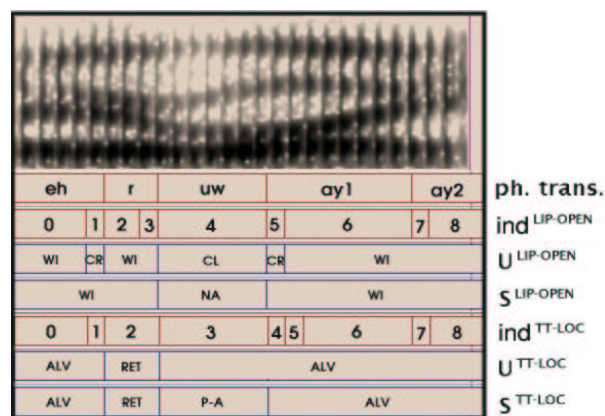 eh r uw ay1 ay2 ph. trans.
0 1 2 3 4 5 6 7 8 ind LIP-OPEN
WI CR WI CL CR WI U LIP-OPEN
WI NA WI S LIP-OPEN
0 1 2 3 4 5 6 7 8 ind TT-LOC
ALV RET ALV U TT-LOC
ALV RET P-A ALV S TT-LOC